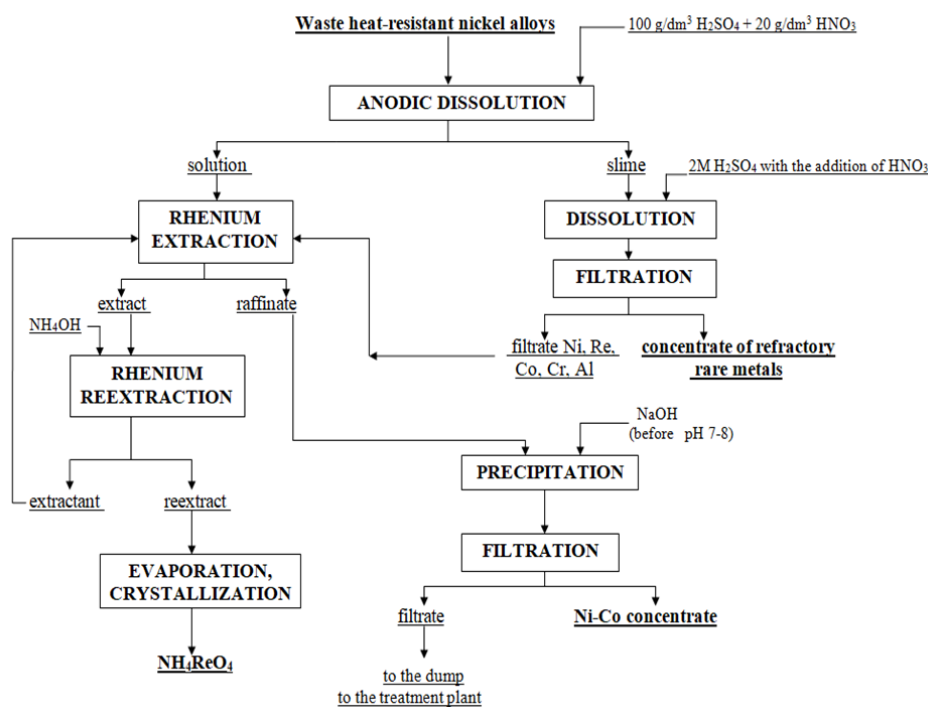 Waste heat-resistant nickel alloys
100 g/dm³ H₂SO₄ + 20 g/dm³ HNO₃
ANODIC DISSOLUTION
solution
slime
2M H₂SO₄ with the addition of HNO₃
RHENIUM
EXTRACTION
DISSOLUTION
FILTRATION
extract
raffinate
NH₄OH
filtrate Ni, Re,
Co, Cr, Al
concentrate of refractory
rare metals
RHENIUM
REEXTRACTION
NaOH
(before pH 7-8)
PRECIPITATION
extractant
reextract
FILTRATION
EVAPORATION,
CRYSTALLIZATION
filtrate
Ni-Co concentrate
NH₄ReO₄
to the dump
to the treatment plant